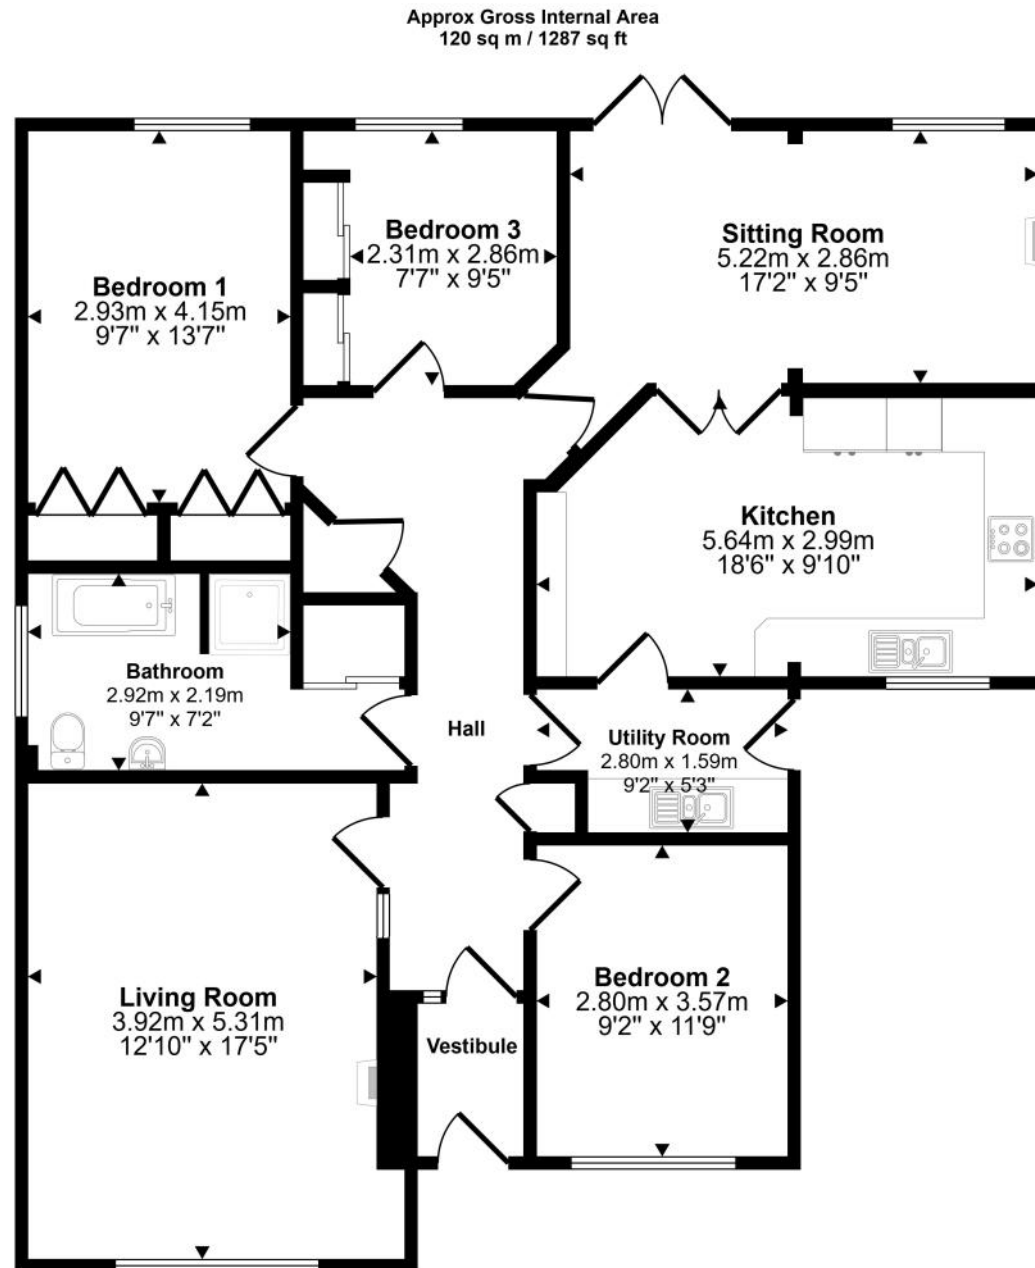 Approx Gross Internal Area
120 sq m / 1287 sq ft
Bedroom 1
2.93m x 4.15m
9'7" x 13'7"
Bedroom 3
2.31m x 2.86m
7'7" x 9'5"
Sitting Room
5.22m x 2.86m
17'2" x 9'5"
Kitchen
5.64m x 2.99m
18'6" x 9'10"
Bathroom
2.92m x 2.19m
9'7" x 7'2"
Hall
Utility Room
2.80m x 1.59m
9'2" x 5'3"
Living Room
3.92m x 5.31m
12'10" x 17'5"
Vestibule
Bedroom 2
2.80m x 3.57m
9'2" x 11'9"